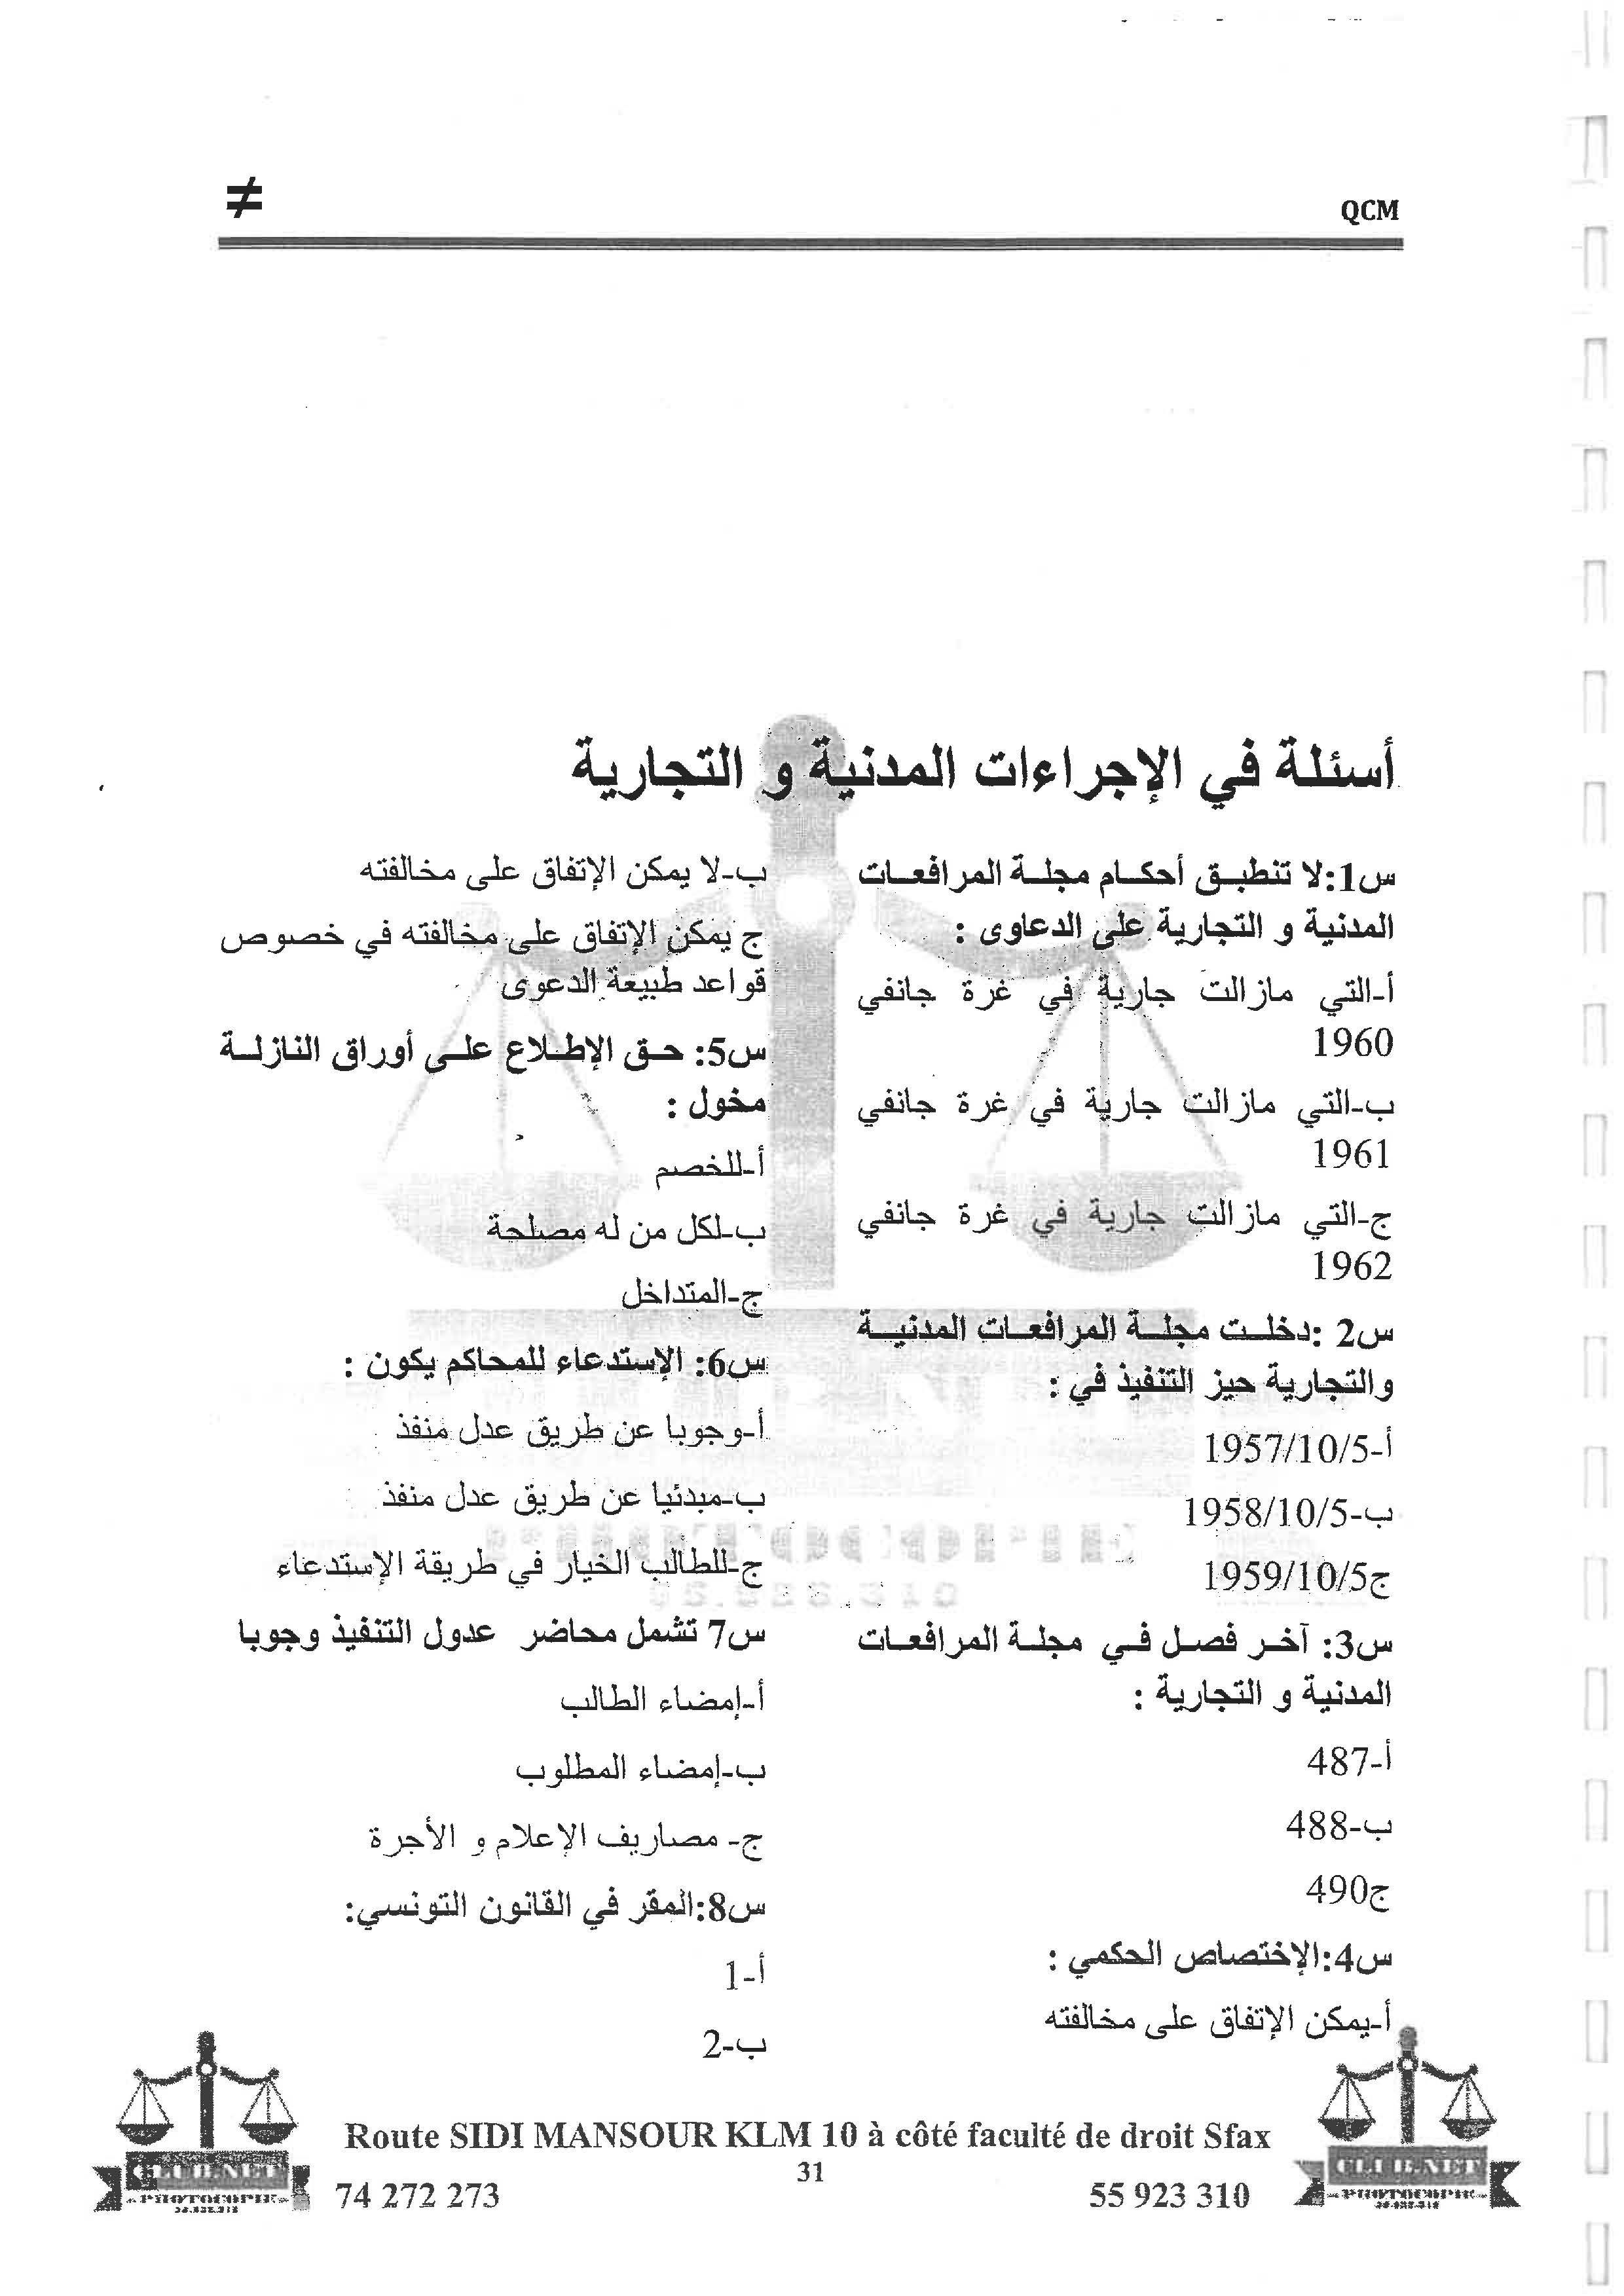 ≠
QCM
أسئلة في الإجراءات المدنية و التجارية
س1:لا تنطبق أحكام مجلة المرافعات
المدنية و التجارية على الدعاوى :
أ-التي مازالت جارية في غرة جانفي
1960
ب-التي مازالت جارية في غرة جانفي
1961
ج-التي مازالت جارية في غرة جانفي
1962
س2 :دخلت مجلة المرافعات المدنية
والتجارية حيز التنفيذ في :
أ-1957/10/5
ب-1958/10/5
ج1959/10/5
س3: آخر فصل في مجلة المرافعات
المدنية و التجارية :
أ-487
ب-488
ج490
س4:الإختصاص الحكمي :
أ-يمكن الإتفاق على مخالفته
ب-لا يمكن الإتفاق على مخالفته
ج يمكن الإتفاق على مخالفته في خصوص
قواعد طبيعة الدعوى
س5: حق الإطلاع على أوراق النازلة
مخول :
أ-للخصم
ب-لكل من له مصلحة
ج-المتداخل
س6: الإستدعاء للمحاكم يكون :
أ-وجوبا عن طريق عدل منفذ
ب-مبدئيا عن طريق عدل منفذ
ج-للطالب الخيار في طريقة الإستدعاء
س7 تشمل محاضر عدول التنفيذ وجوبا
أ-إمضاء الطالب
ب-إمضاء المطلوب
ج- مصاريف الإعلام و الأجرة
س8:المقر في القانون التونسي:
أ-1
ب-2
Route SIDI MANSOUR KLM 10 à côté faculté de droit Sfax
31
74 272 273
55 923 310
CLUB.NET
PHOTOCOPIE
CLUB.NET
PHOTOCOPIE